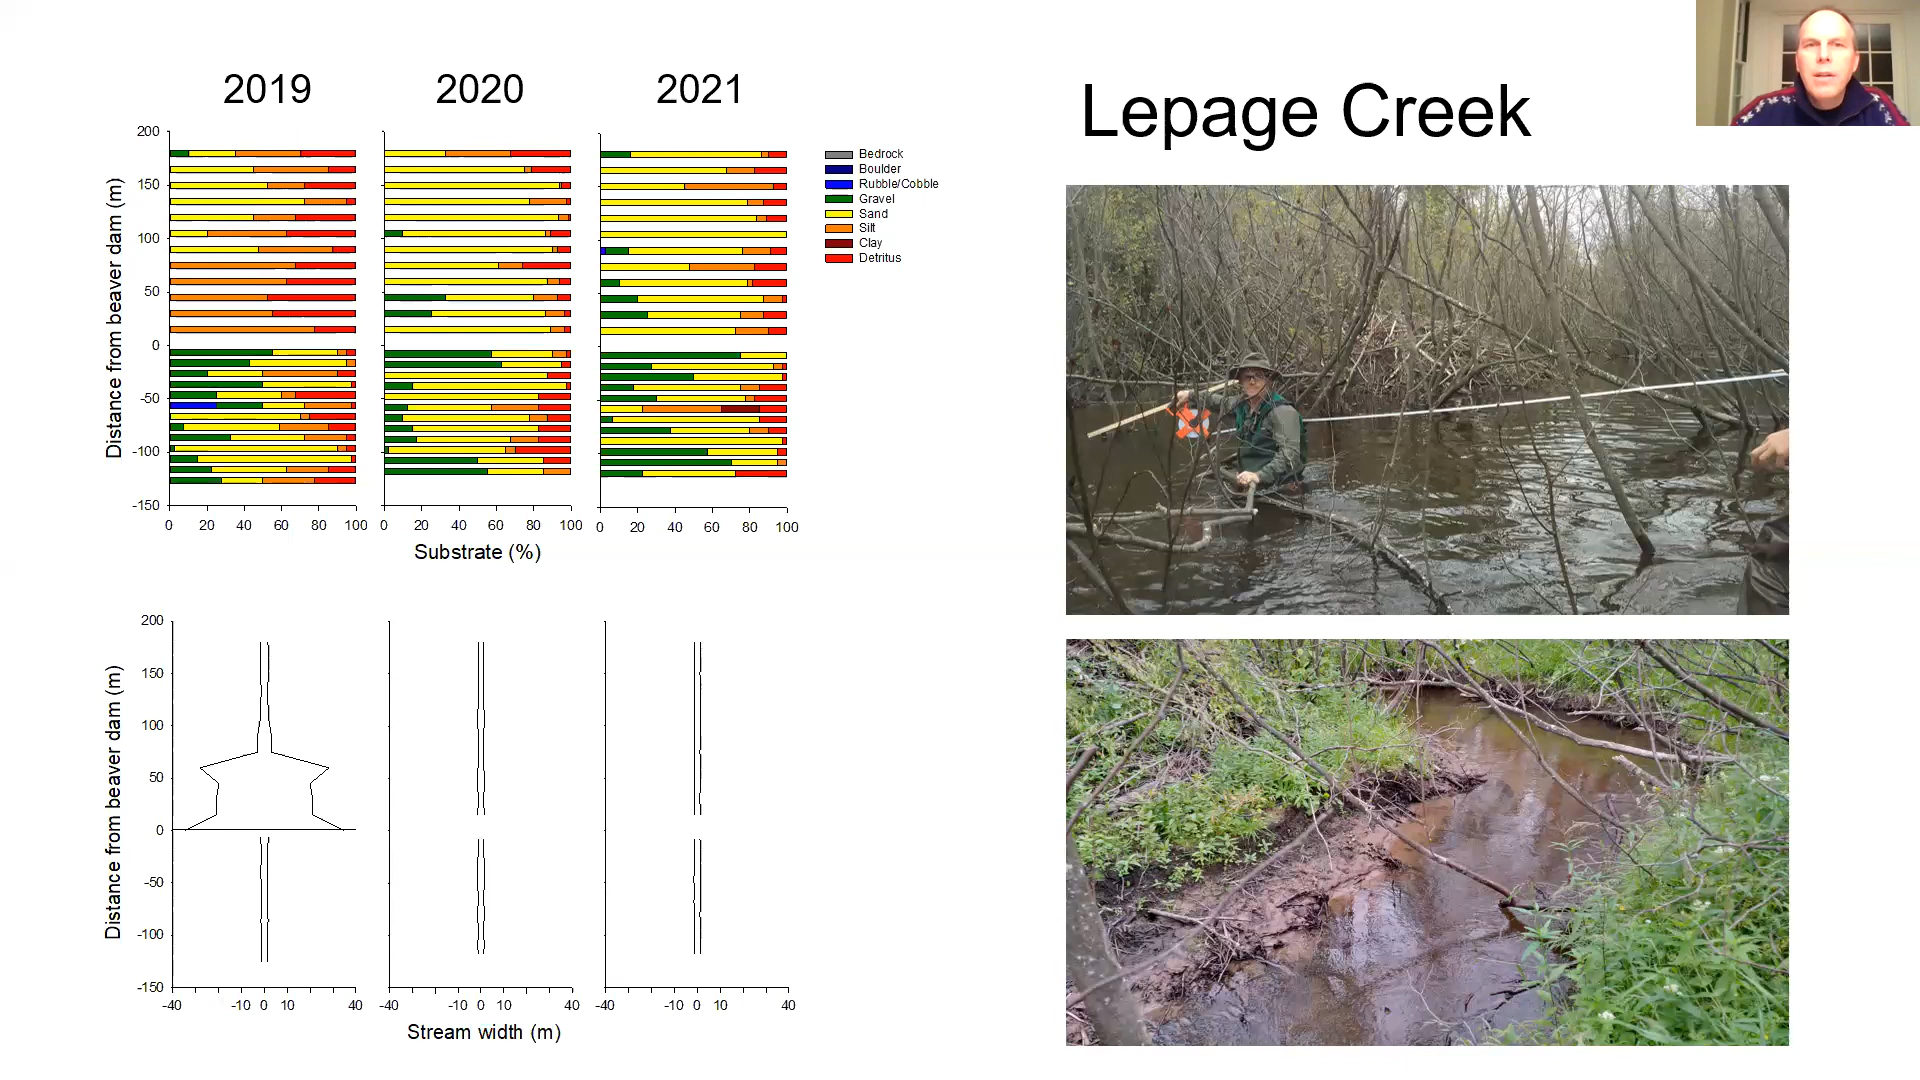 2019 2020 2021
Lepage Creek
Distance from beaver dam (m)
200
150
100
50
0
-50
-100
-150
0 20 40 60 80 100 0 20 40 60 80 100 0 20 40 60 80 100
Substrate (%)
Bedrock
Boulder
Rubble/Cobble
Gravel
Sand
Silt
Clay
Detritus
Distance from beaver dam (m)
200
150
100
50
0
-50
-100
-150
-40 -10 0 10 40 -40 -10 0 10 40 -40 -10 0 10 40
Stream width (m)